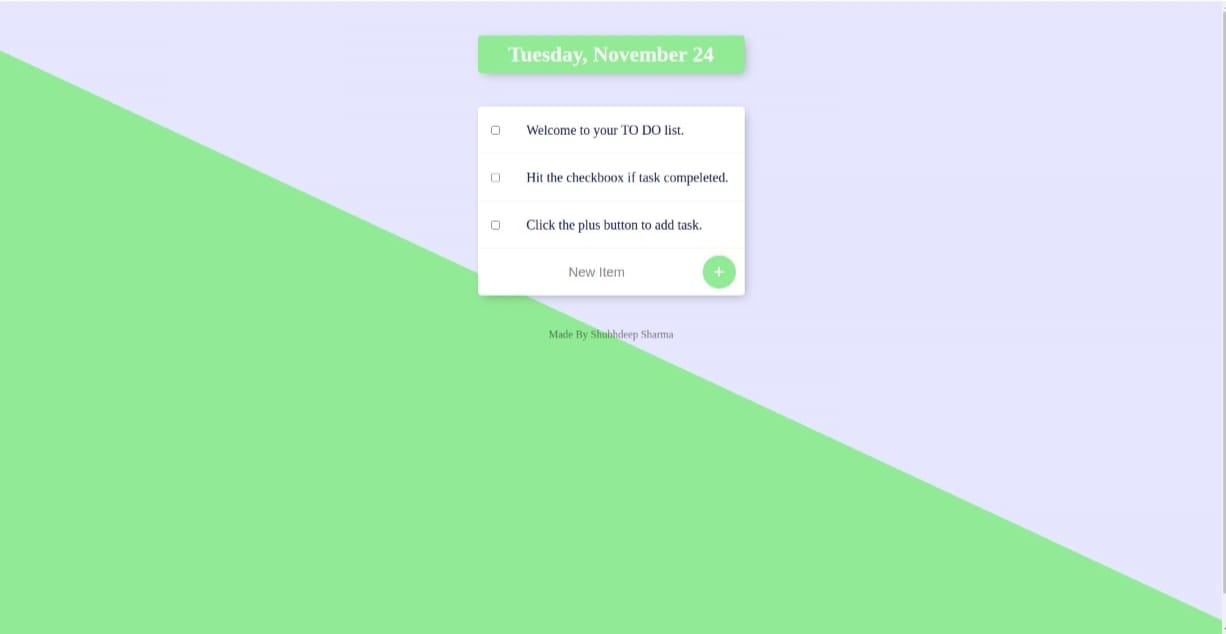 Tuesday, November 24
Welcome to your TO DO list.
Hit the checkboox if task compeleted.
Click the plus button to add task.
New Item +
Made By Shubhdeep Sharma